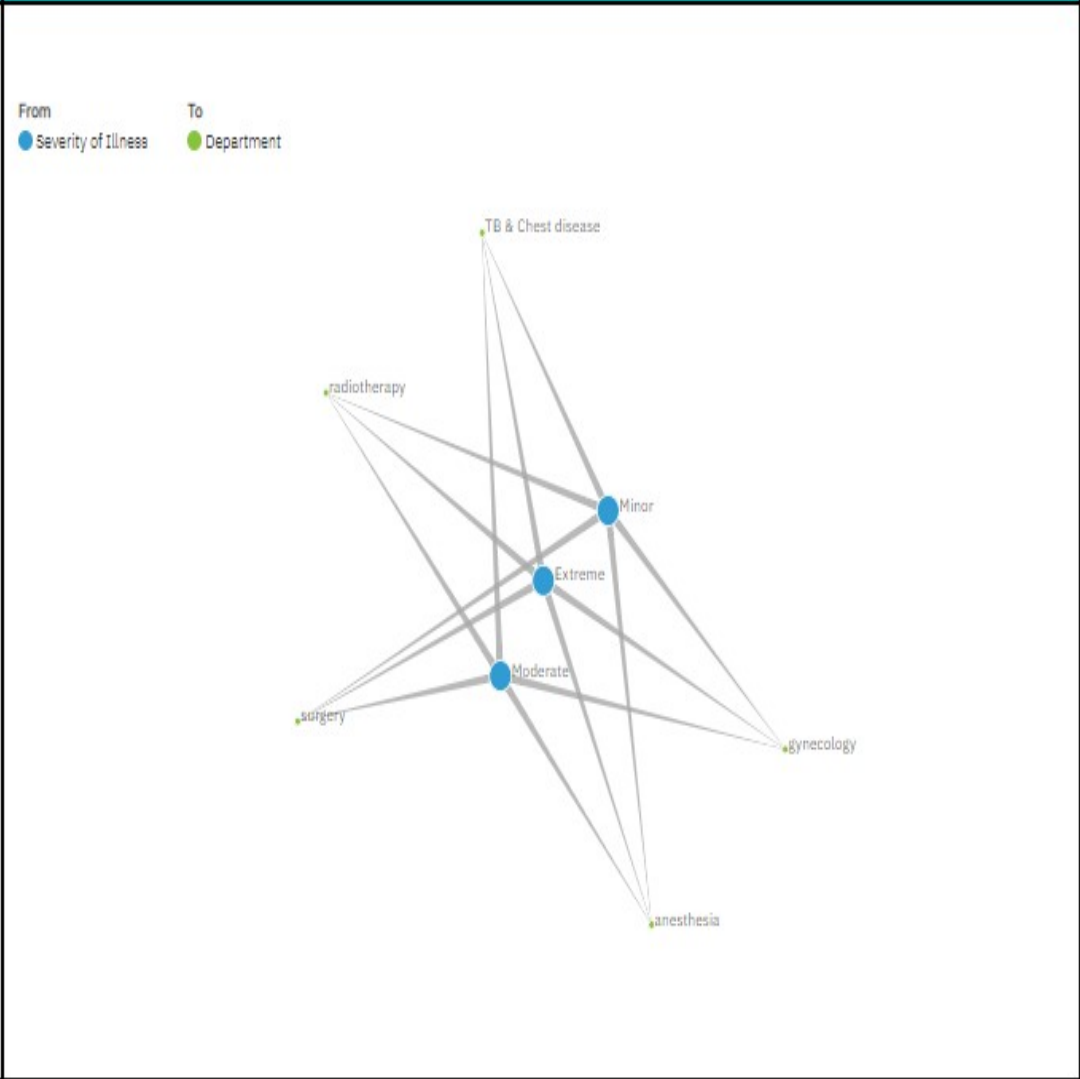 From To
Severity of Illness Department
TB & Chest disease
radiotherapy
Minor
Extreme
Moderate
surgery
gynecology
anesthesia